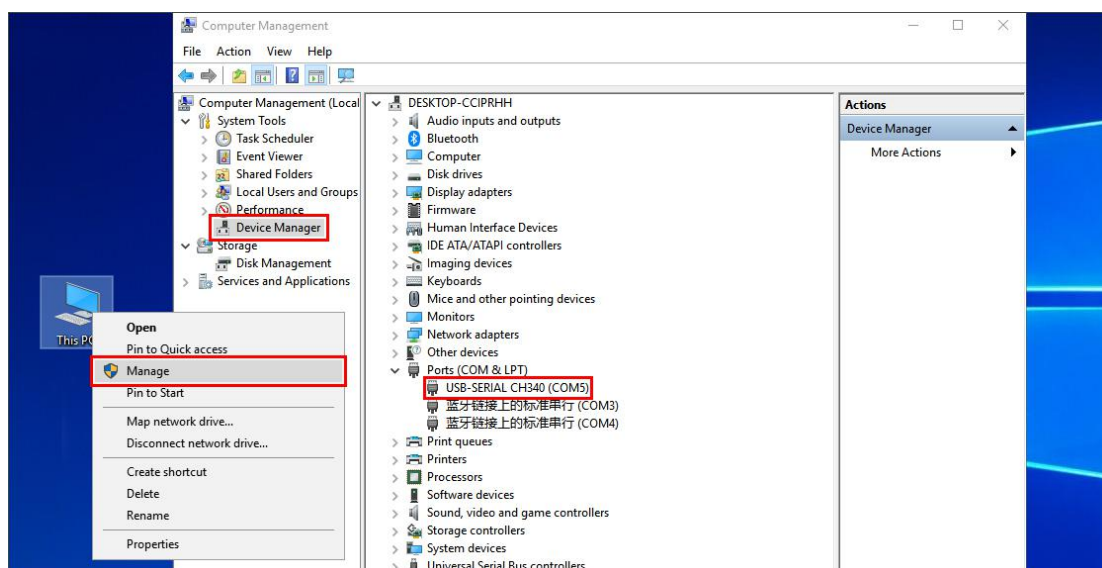 Computer Management
File Action View Help
Computer Management (Local
System Tools
Task Scheduler
Event Viewer
Shared Folders
Local Users and Groups
Performance
Device Manager
Storage
Disk Management
Services and Applications
DESKTOP-CCIPRHH
Audio inputs and outputs
Bluetooth
Computer
Disk drives
Display adapters
Firmware
Human Interface Devices
IDE ATA/ATAPI controllers
Imaging devices
Keyboards
Mice and other pointing devices
Monitors
Network adapters
Other devices
Ports (COM & LPT)
USB-SERIAL CH340 (COM5)
蓝牙链接上的标准串行 (COM3)
蓝牙链接上的标准串行 (COM4)
Print queues
Printers
Processors
Software devices
Sound, video and game controllers
Storage controllers
System devices
Universal Serial Bus controllers
Actions
Device Manager
More Actions
This PC
Open
Pin to Quick access
Manage
Pin to Start
Map network drive...
Disconnect network drive...
Create shortcut
Delete
Rename
Properties